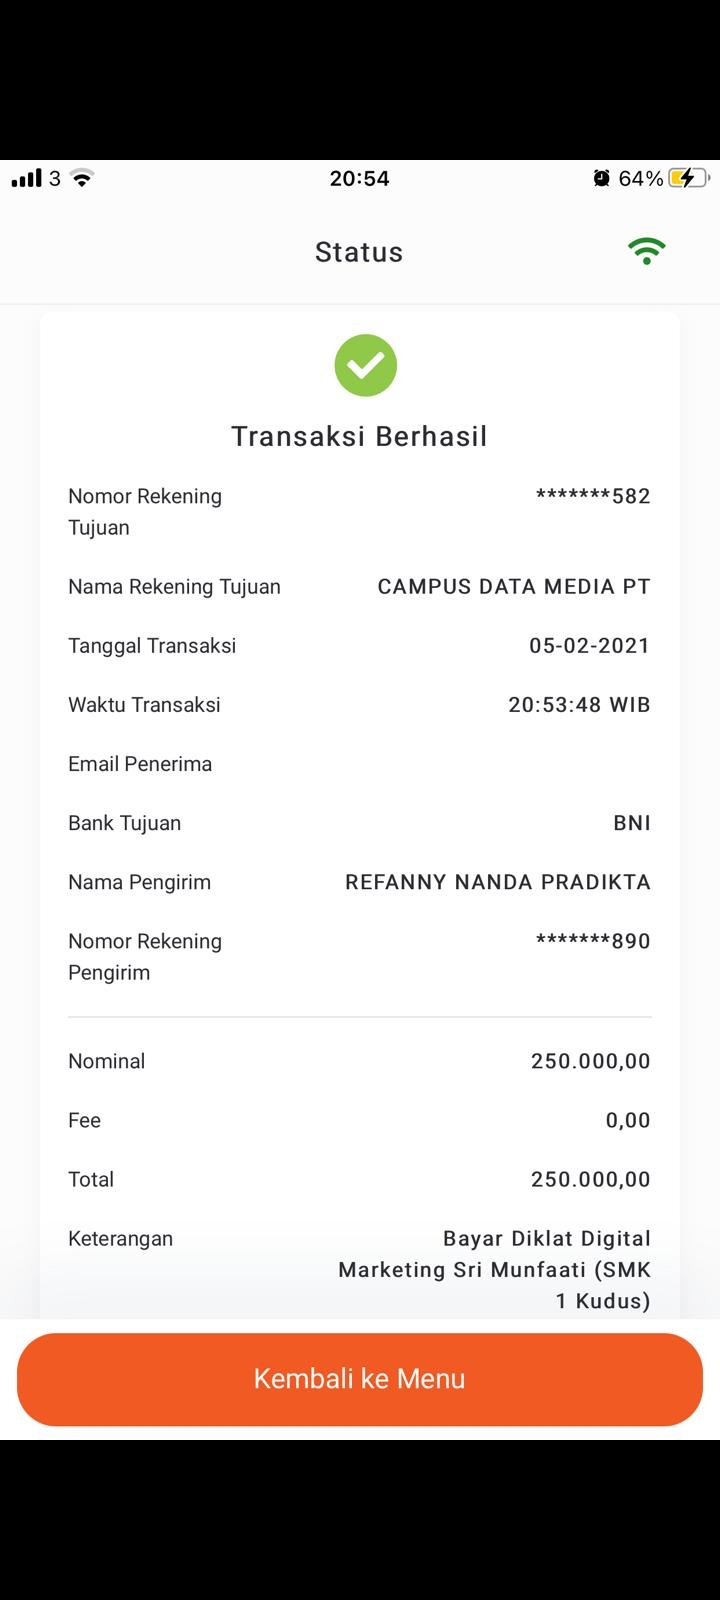 3
20:54
64%
Status
Transaksi Berhasil
Nomor Rekening Tujuan *******582
Nama Rekening Tujuan CAMPUS DATA MEDIA PT
Tanggal Transaksi 05-02-2021
Waktu Transaksi 20:53:48 WIB
Email Penerima
Bank Tujuan BNI
Nama Pengirim REFANNY NANDA PRADIKTA
Nomor Rekening Pengirim *******890
Nominal 250.000,00
Fee 0,00
Total 250.000,00
Keterangan Bayar Diklat Digital
Marketing Sri Munfaati (SMK
1 Kudus)
Kembali ke Menu